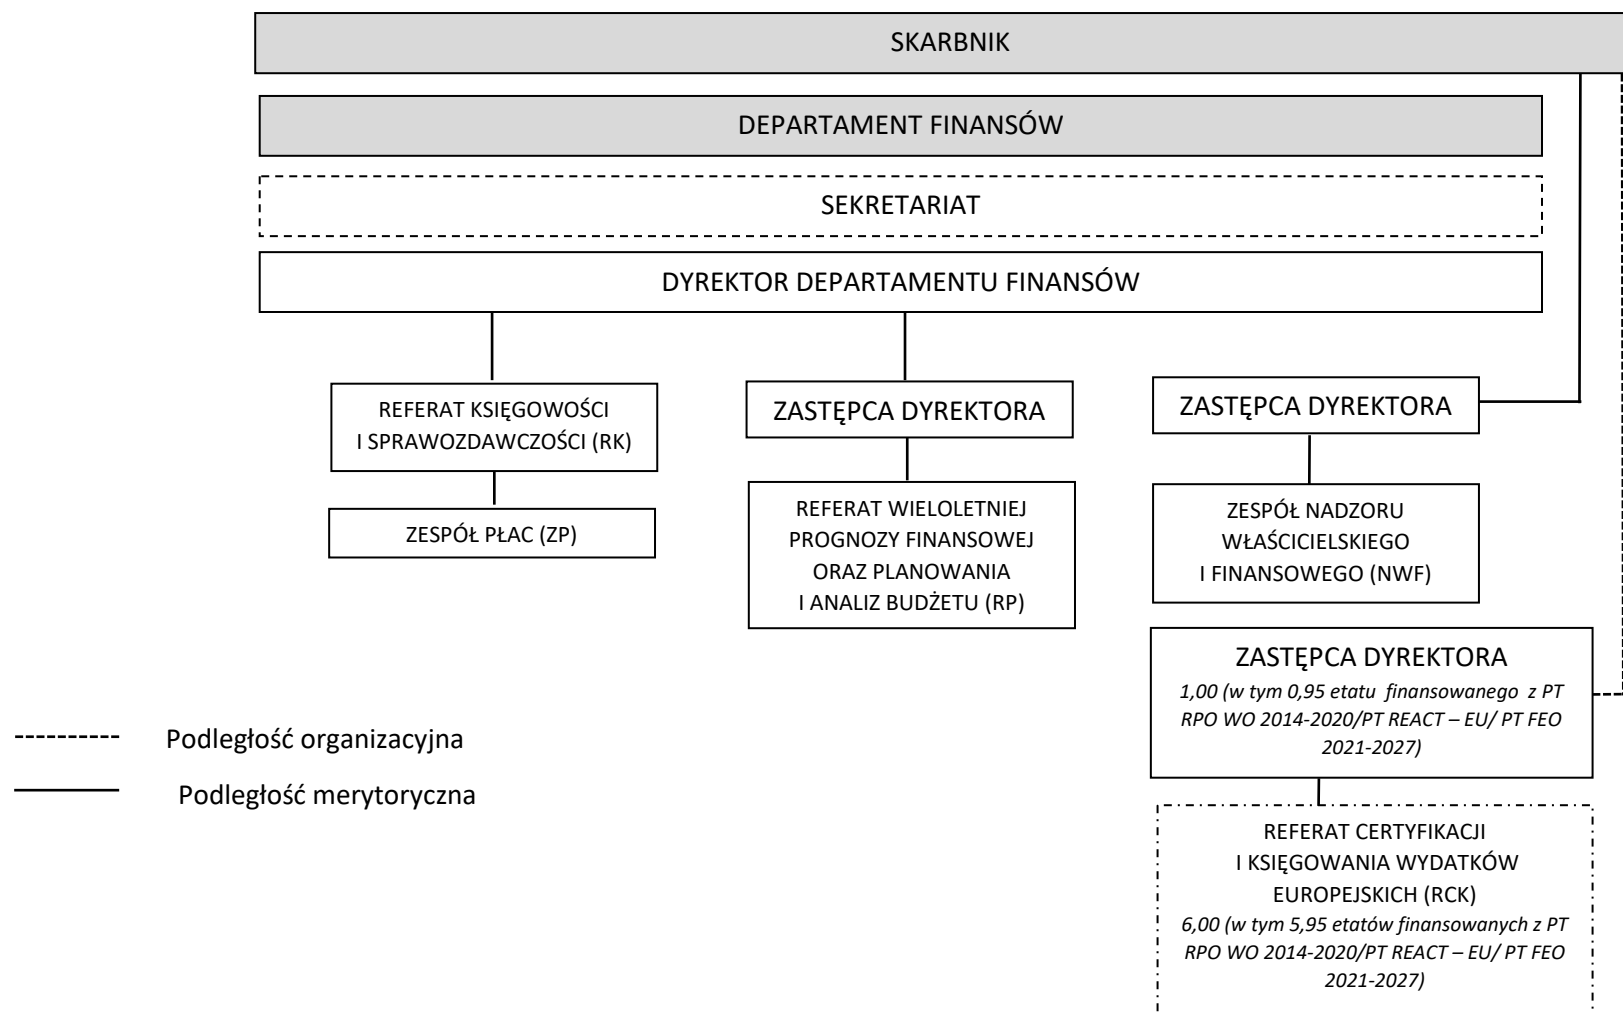 SKARBNIK
DEPARTAMENT FINANSÓW
SEKRETARIAT
DYREKTOR DEPARTAMENTU FINANSÓW
REFERAT KSIĘGOWOŚCI
I SPRAWOZDAWCZOŚCI (RK)
ZESPÓŁ PŁAC (ZP)
ZASTĘPCA DYREKTORA
REFERAT WIELOLETNIEJ
PROGNOZY FINANSOWEJ
ORAZ PLANOWANIA
I ANALIZ BUDŻETU (RP)
ZASTĘPCA DYREKTORA
ZESPÓŁ NADZORU
WŁAŚCICIELSKIEGO
I FINANSOWEGO (NWF)
ZASTĘPCA DYREKTORA
1,00 (w tym 0,95 etatu finansowanego z PT
RPO WO 2014-2020/PT REACT – EU/ PT FEO
2021-2027)
REFERAT CERTYFIKACJI
I KSIĘGOWANIA WYDATKÓW
EUROPEJSKICH (RCK)
6,00 (w tym 5,95 etatów finansowanych z PT
RPO WO 2014-2020/PT REACT – EU/ PT FEO
2021-2027)
Podległość organizacyjna
Podległość merytoryczna